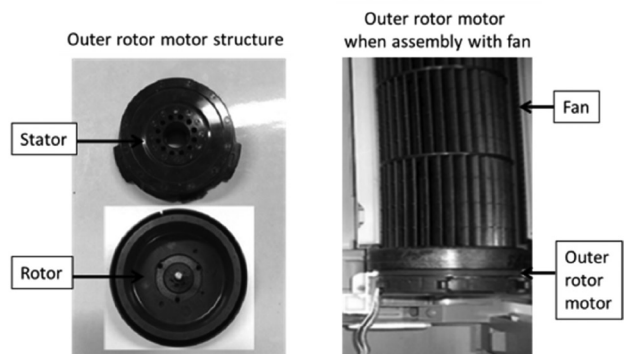 Outer rotor motor structure
Stator
Rotor
Outer rotor motor
when assembly with fan
Fan
Outer
rotor
motor